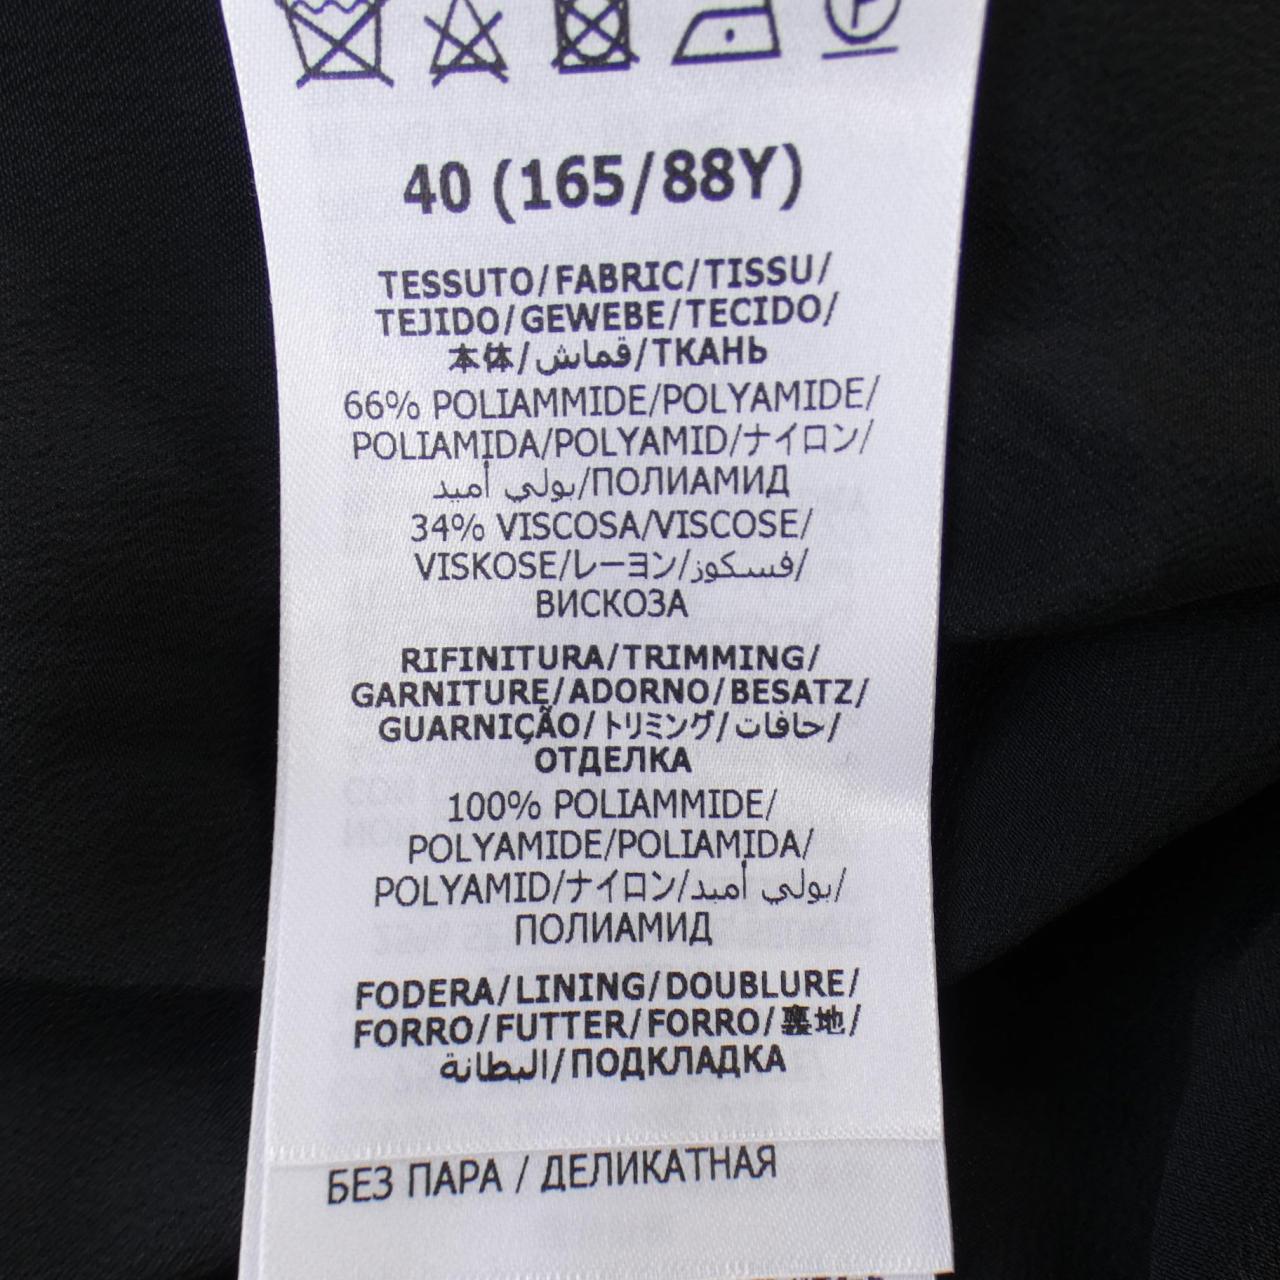 40 (165/88Y)
TESSUTO/FABRIC/TISSU/
TEJIDO/GEWEBE/TECIDO/
本体/قماش/ТКАНЬ
66% POLIAMMIDE/POLYAMIDE/
POLIAMIDA/POLYAMID/ナイロン/
بولي أميد/ПОЛИАМИД
34% VISCOSA/VISCOSE/
VISKOSE/レーヨン/فسكوز/
ВИСКОЗА
RIFINITURA/TRIMMING/
GARNITURE/ADORNO/BESATZ/
GUARNIÇÃO/トリミング/حافات/
ОТДЕЛКА
100% POLIAMMIDE/
POLYAMIDE/POLIAMIDA/
POLYAMID/ナイロン/بولي أميد/
ПОЛИАМИД
FODERA/LINING/DOUBLURE/
FORRO/FUTTER/FORRO/裏地/
البطانة/ПОДКЛАДКА
БЕЗ ПАРА / ДЕЛИКАТНАЯ